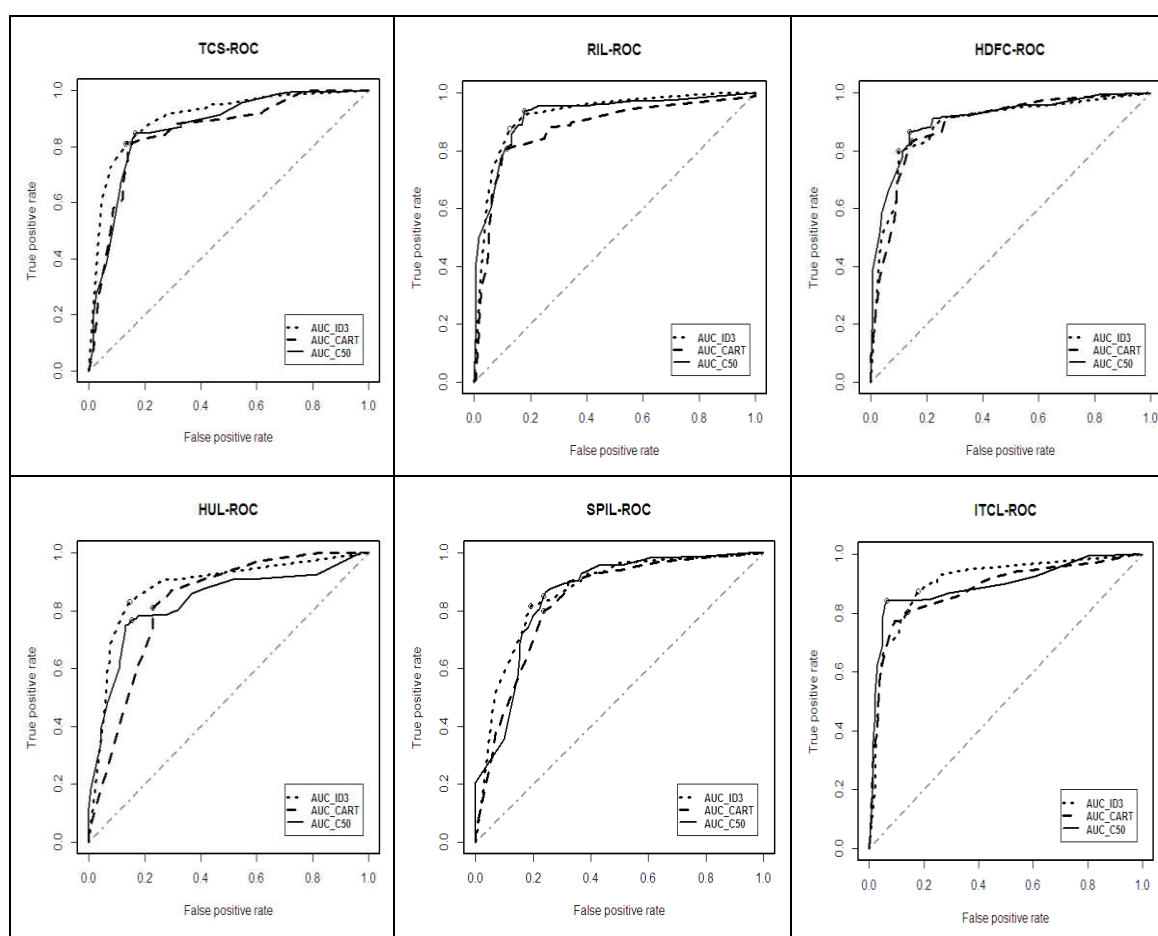 TCS-ROC
True positive rate
1.0
0.8
0.6
0.4
0.2
0.0
AUC_ID3
AUC_CART
AUC_C50
0.0 0.2 0.4 0.6 0.8 1.0
False positive rate
RIL-ROC
True positive rate
1.0
0.8
0.6
0.4
0.2
0.0
AUC_ID3
AUC_CART
AUC_C50
0.0 0.2 0.4 0.6 0.8 1.0
False positive rate
HDFC-ROC
True positive rate
1.0
0.8
0.6
0.4
0.2
0.0
AUC_ID3
AUC_CART
AUC_C50
0.0 0.2 0.4 0.6 0.8 1.0
False positive rate
HUL-ROC
True positive rate
1.0
0.8
0.6
0.4
0.2
0.0
AUC_ID3
AUC_CART
AUC_C50
0.0 0.2 0.4 0.6 0.8 1.0
False positive rate
SPIL-ROC
True positive rate
1.0
0.8
0.6
0.4
0.2
0.0
AUC_ID3
AUC_CART
AUC_C50
0.0 0.2 0.4 0.6 0.8 1.0
False positive rate
ITCL-ROC
True positive rate
1.0
0.8
0.6
0.4
0.2
0.0
AUC_ID3
AUC_CART
AUC_C50
0.0 0.2 0.4 0.6 0.8 1.0
False positive rate